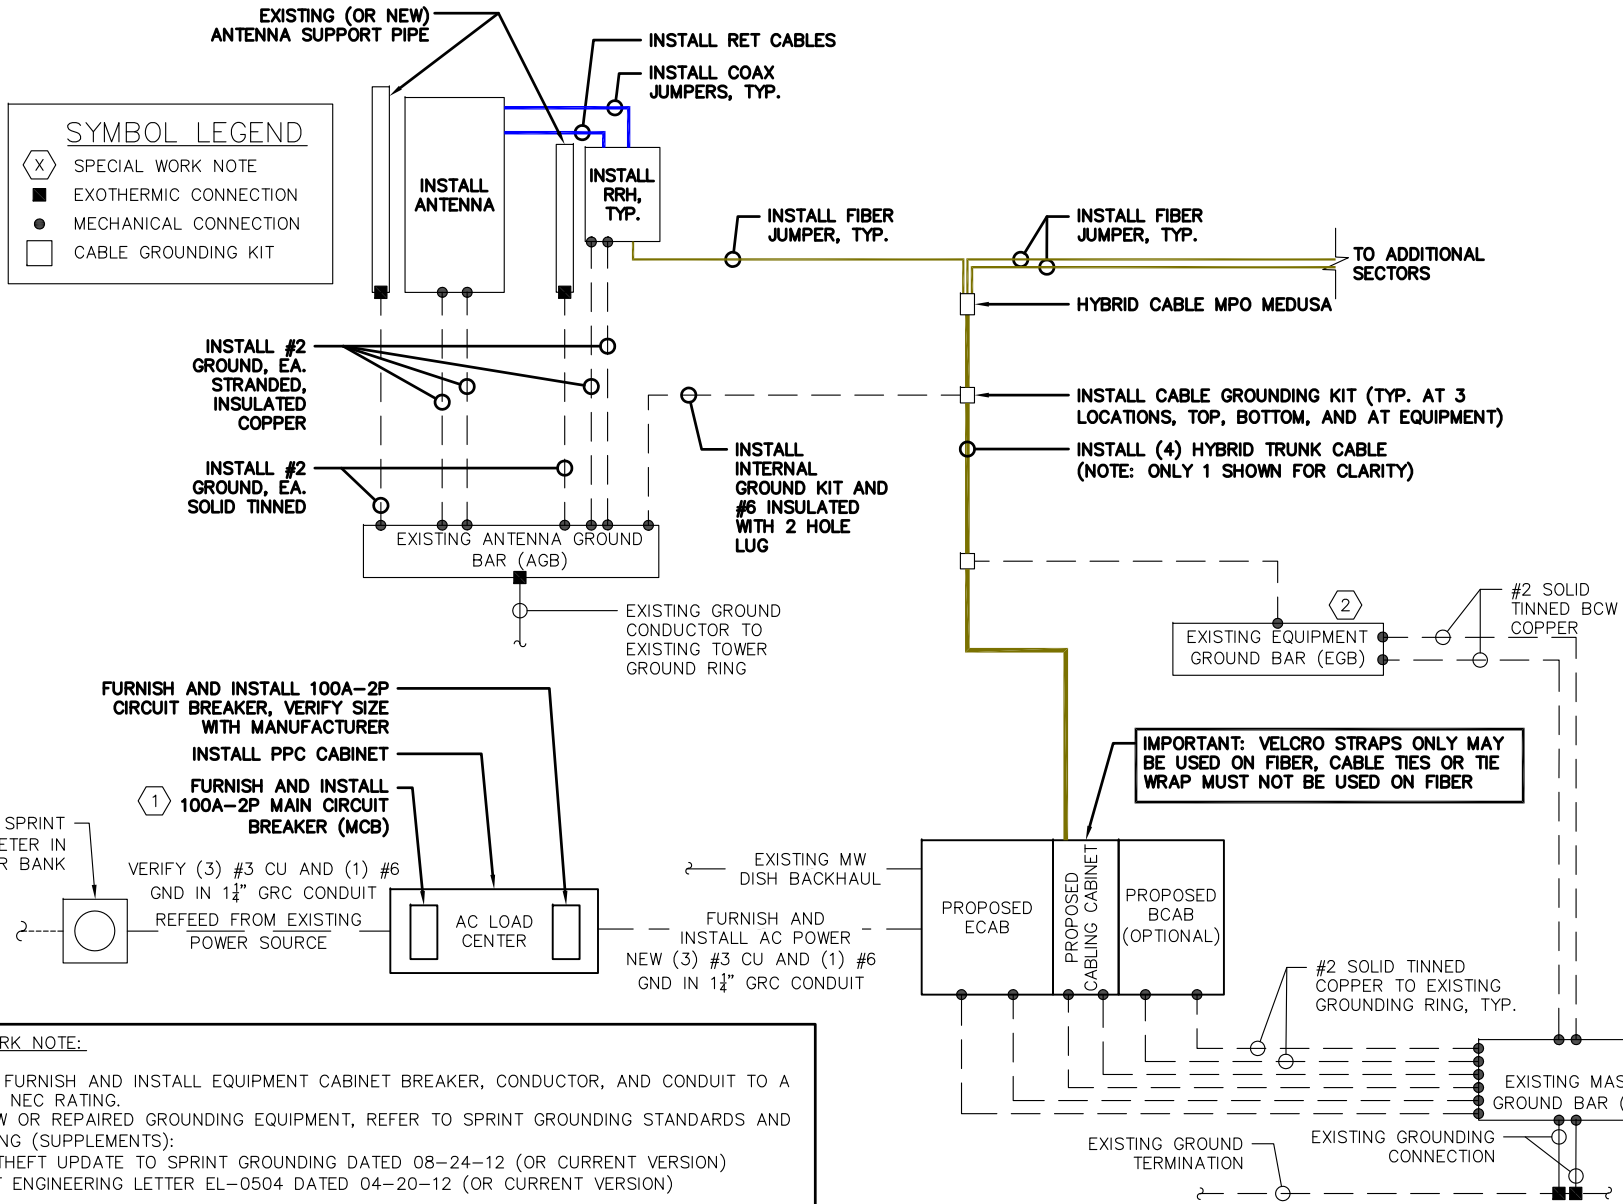 EXISTING (OR NEW)
ANTENNA SUPPORT PIPE
INSTALL RET CABLES
INSTALL COAX
JUMPERS, TYP.
SYMBOL LEGEND
X SPECIAL WORK NOTE
EXOTHERMIC CONNECTION
MECHANICAL CONNECTION
CABLE GROUNDING KIT
INSTALL
ANTENNA
INSTALL
RRH,
TYP.
INSTALL FIBER
JUMPER, TYP.
INSTALL FIBER
JUMPER, TYP.
TO ADDITIONAL
SECTORS
HYBRID CABLE MPO MEDUSA
INSTALL #2
GROUND, EA.
STRANDED,
INSULATED
COPPER
INSTALL CABLE GROUNDING KIT (TYP. AT 3
LOCATIONS, TOP, BOTTOM, AND AT EQUIPMENT)
INSTALL (4) HYBRID TRUNK CABLE
(NOTE: ONLY 1 SHOWN FOR CLARITY)
INSTALL
INTERNAL
GROUND KIT AND
#6 INSULATED
WITH 2 HOLE
LUG
INSTALL #2
GROUND, EA.
SOLID TINNED
EXISTING ANTENNA GROUND
BAR (AGB)
EXISTING GROUND
CONDUCTOR TO
EXISTING TOWER
GROUND RING
2
#2 SOLID
TINNED BCW
COPPER
EXISTING EQUIPMENT
GROUND BAR (EGB)
FURNISH AND INSTALL 100A-2P
CIRCUIT BREAKER, VERIFY SIZE
WITH MANUFACTURER
INSTALL PPC CABINET
1
FURNISH AND INSTALL
100A-2P MAIN CIRCUIT
BREAKER (MCB)
IMPORTANT: VELCRO STRAPS ONLY MAY
BE USED ON FIBER, CABLE TIES OR TIE
WRAP MUST NOT BE USED ON FIBER
SPRINT
ETER IN
R BANK
VERIFY (3) #3 CU AND (1) #6
GND IN 1¼" GRC CONDUIT
REFEED FROM EXISTING
POWER SOURCE
AC LOAD
CENTER
EXISTING MW
DISH BACKHAUL
FURNISH AND
INSTALL AC POWER
NEW (3) #3 CU AND (1) #6
GND IN 1¼" GRC CONDUIT
PROPOSED
ECAB
PROPOSED
CABLING CABINET
PROPOSED
BCAB
(OPTIONAL)
#2 SOLID TINNED
COPPER TO EXISTING
GROUNDING RING, TYP.
EXISTING MAS
GROUND BAR (
EXISTING GROUND
TERMINATION
EXISTING GROUNDING
CONNECTION
RK NOTE:
FURNISH AND INSTALL EQUIPMENT CABINET BREAKER, CONDUCTOR, AND CONDUIT TO A
NEC RATING.
W OR REPAIRED GROUNDING EQUIPMENT, REFER TO SPRINT GROUNDING STANDARDS AND
NG (SUPPLEMENTS):
THEFT UPDATE TO SPRINT GROUNDING DATED 08-24-12 (OR CURRENT VERSION)
T ENGINEERING LETTER EL-0504 DATED 04-20-12 (OR CURRENT VERSION)